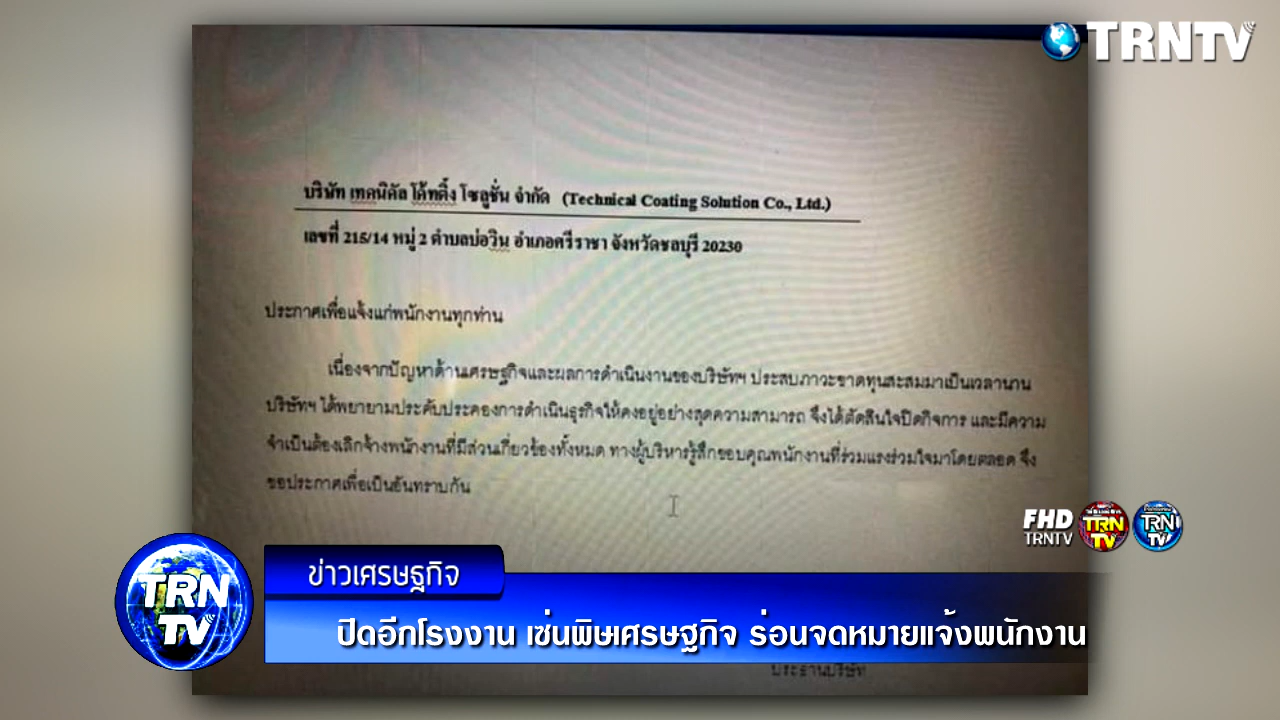 TRNTV
บริษัท เทคนิคัล โค้ทติ้ง โซลูชั่น จำกัด (Technical Coating Solution Co., Ltd.)
เลขที่ 215/14 หมู่ 2 ตำบลบ่อวิน อำเภอศรีราชา จังหวัดชลบุรี 20230
ประกาศเพื่อแจ้งแก่พนักงานทุกท่าน
เนื่องจากปัญหาด้านเศรษฐกิจและผลการดำเนินงานของบริษัทฯ ประสบภาวะขาดทุนสะสมมาเป็นเวลานาน
บริษัทฯ ได้พยายามประคับประคองการดำเนินธุรกิจให้คงอยู่อย่างสุดความสามารถ จึงได้ตัดสินใจปิดกิจการ และมีความ
จำเป็นต้องเลิกจ้างพนักงานที่มีส่วนเกี่ยวข้องทั้งหมด ทางผู้บริหารรู้สึกขอบคุณพนักงานที่ร่วมแรงร่วมใจมาโดยตลอด จึง
ขอประกาศเพื่อเป็นอันทราบกัน
FHD
TRNTV
TRN
TV
TRN
TV
TRN
TV
ข่าวเศรษฐกิจ
ปิดอีกโรงงาน เซ่นพิษเศรษฐกิจ ร่อนจดหมายแจ้งพนักงาน
ประธานบริษัท